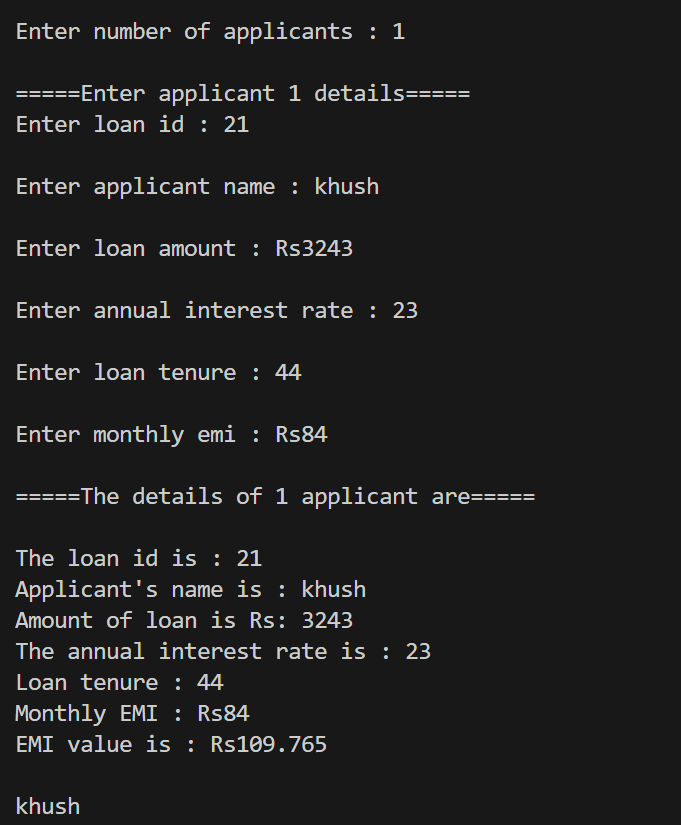 Enter number of applicants : 1
=====Enter applicant 1 details=====
Enter loan id : 21
Enter applicant name : khush
Enter loan amount : Rs3243
Enter annual interest rate : 23
Enter loan tenure : 44
Enter monthly emi : Rs84
=====The details of 1 applicant are=====
The loan id is : 21
Applicant's name is : khush
Amount of loan is Rs: 3243
The annual interest rate is : 23
Loan tenure : 44
Monthly EMI : Rs84
EMI value is : Rs109.765
khush